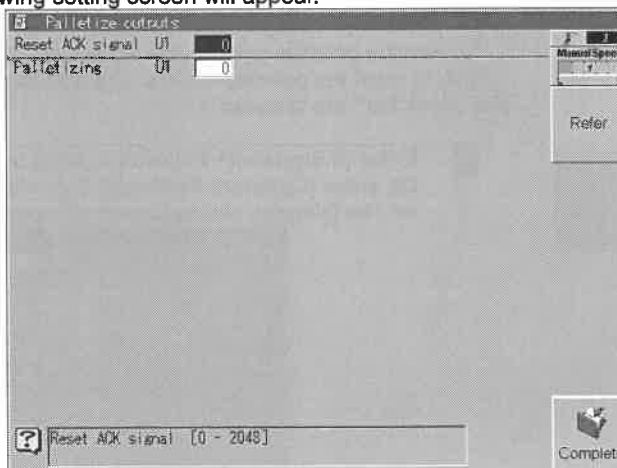 wing setting screen will appear.
Palletize outputs
Reset ACK signal U1 0
Manual Speed
Palletizing U1 0
Refer
Reset ACK signal [0 - 2048]
Complet